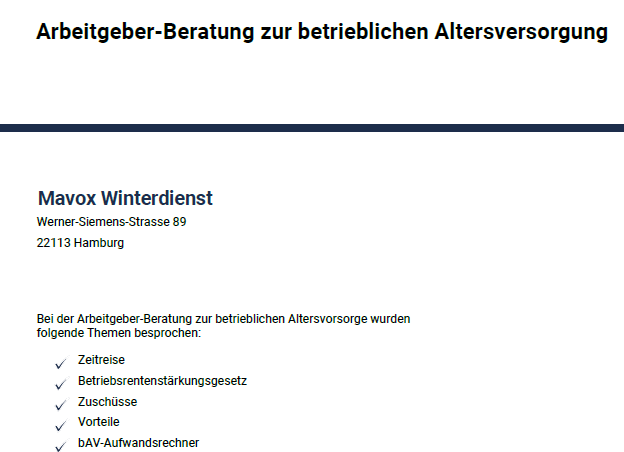 Arbeitgeber-Beratung zur betrieblichen Altersversorgung
Mavox Winterdienst
Werner-Siemens-Strasse 89
22113 Hamburg
Bei der Arbeitgeber-Beratung zur betrieblichen Altersvorsorge wurden
folgende Themen besprochen:
Zeitreise
Betriebsrentenstärkungsgesetz
Zuschüsse
Vorteile
bAV-Aufwandsrechner